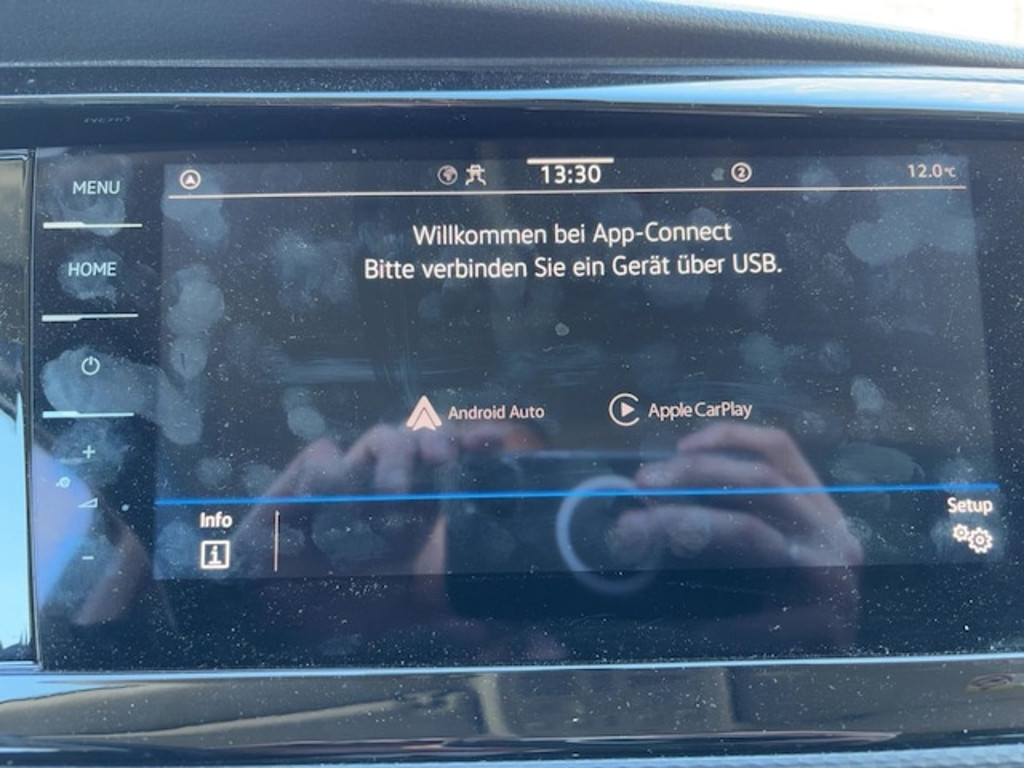 MENU
13:30
2
12.0°C
HOME
Willkommen bei App-Connect
Bitte verbinden Sie ein Gerät über USB.
+
Android Auto
Apple CarPlay
-
Info
i
Setup